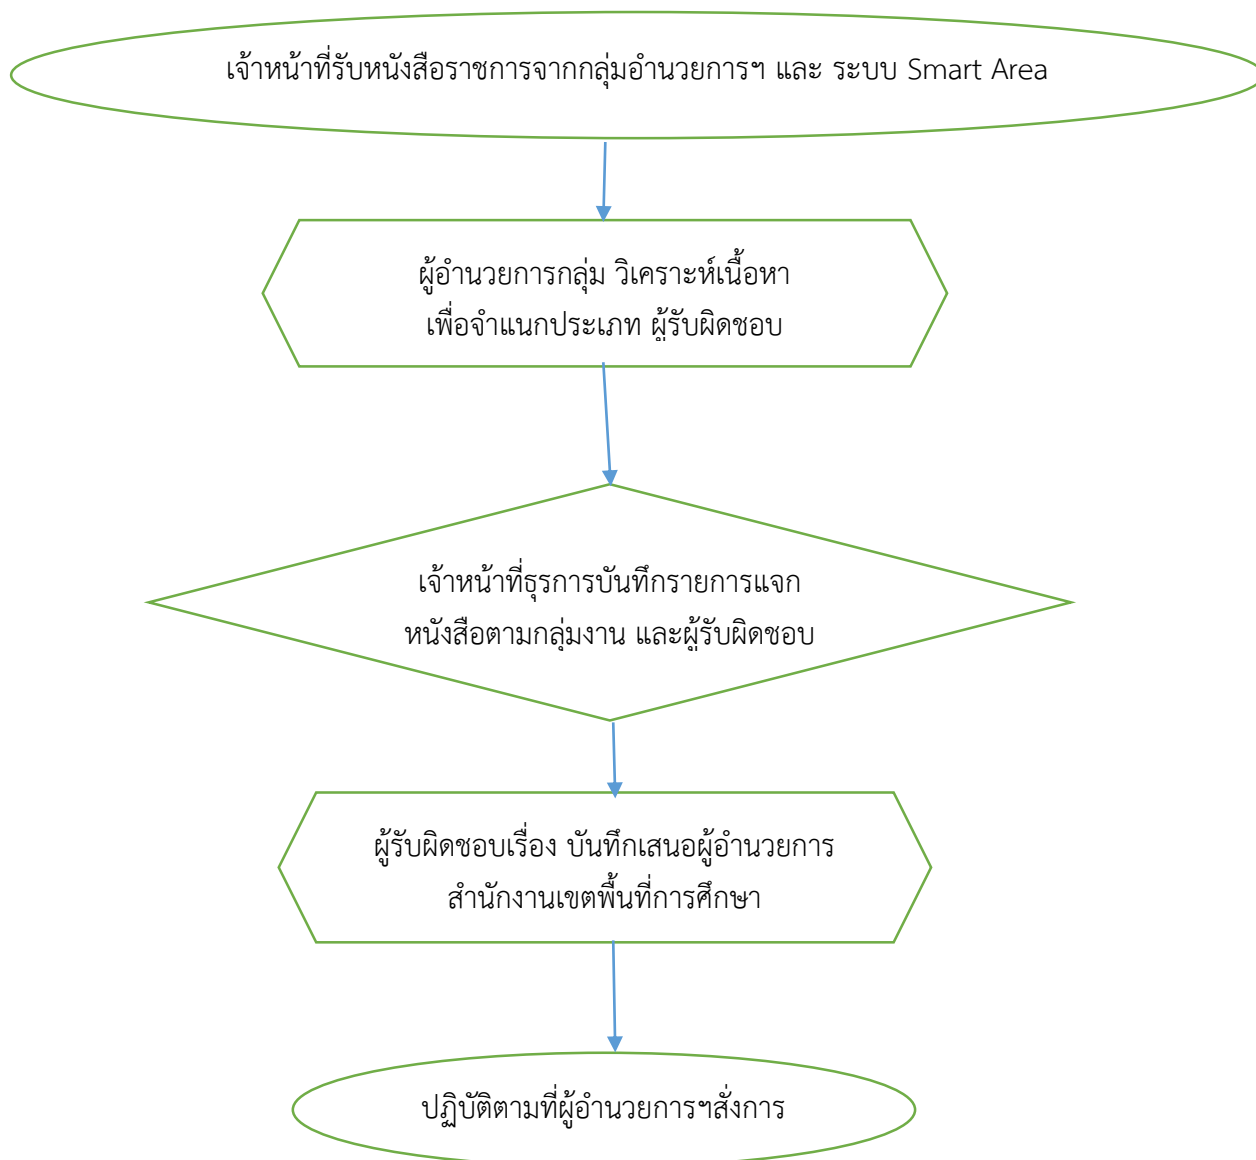 เจ้าหน้าที่รับหนังสือราชการจากกลุ่มอำนวยการฯ และ ระบบ Smart Area
ผู้อำนวยการกลุ่ม วิเคราะห์เนื้อหา
เพื่อจำแนกประเภท ผู้รับผิดชอบ
เจ้าหน้าที่ธุรการบันทึกรายการแจก
หนังสือตามกลุ่มงาน และผู้รับผิดชอบ
ผู้รับผิดชอบเรื่อง บันทึกเสนอผู้อำนวยการ
สำนักงานเขตพื้นที่การศึกษา
ปฏิบัติตามที่ผู้อำนวยการฯสั่งการ